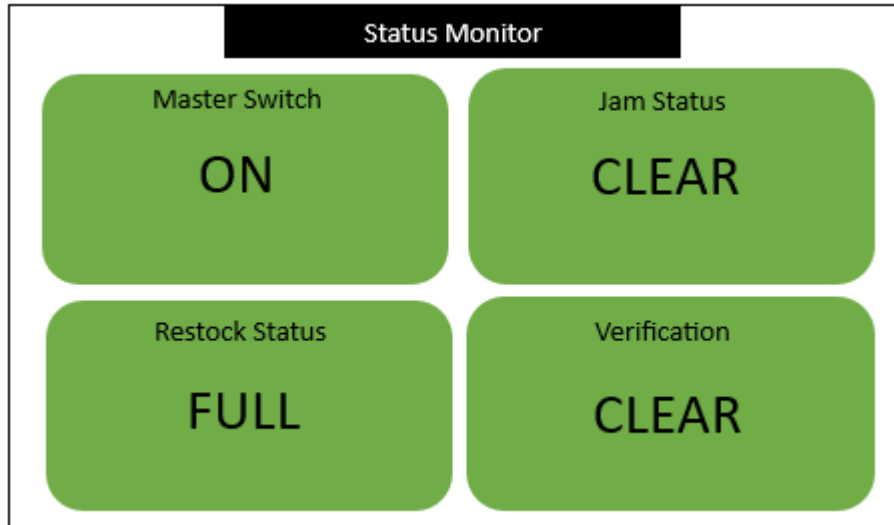 Status Monitor
Master Switch
ON
Jam Status
CLEAR
Restock Status
FULL
Verification
CLEAR